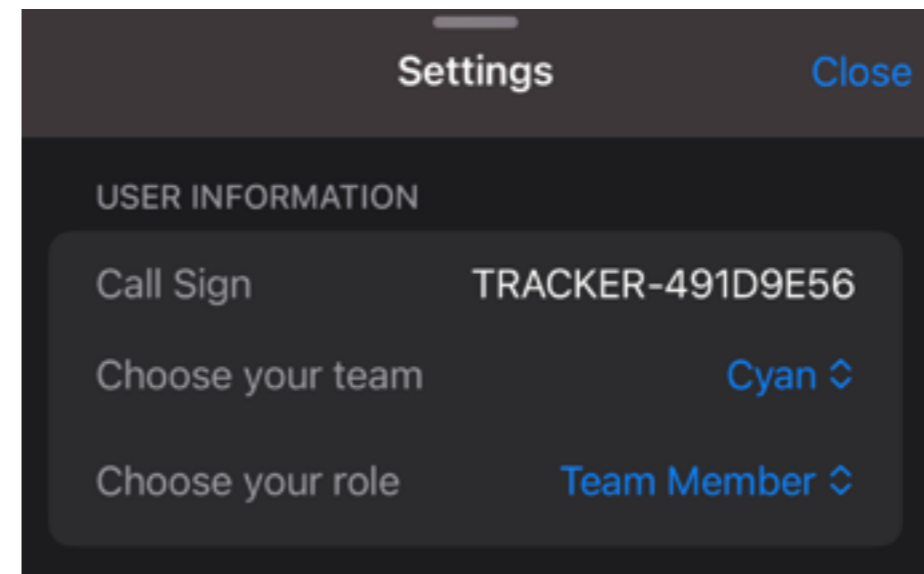 Settings
Close
USER INFORMATION
Call Sign TRACKER-491D9E56
Choose your team Cyan
Choose your role Team Member